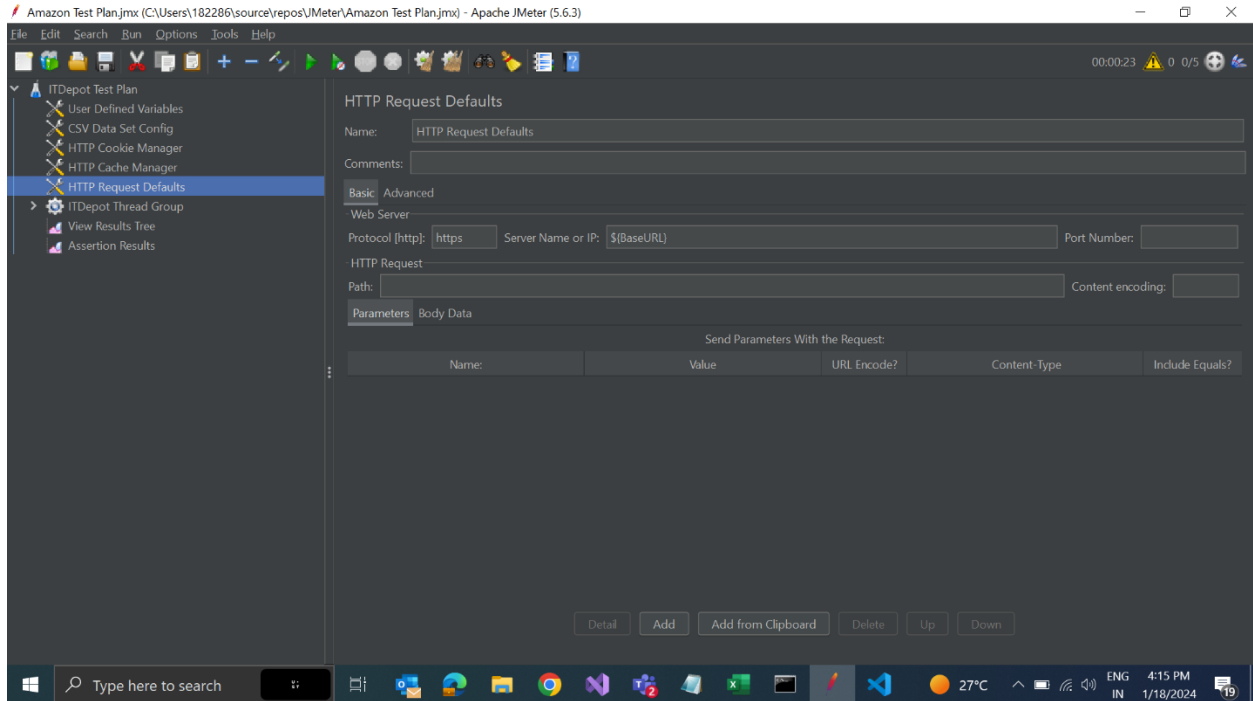 Amazon Test Plan.jmx (C:\Users\182286\source\repos\JMeter\Amazon Test Plan.jmx) - Apache JMeter (5.6.3)
File Edit Search Run Options Tools Help
00:00:23 0 0/5
ITDepot Test Plan
User Defined Variables
CSV Data Set Config
HTTP Cookie Manager
HTTP Cache Manager
HTTP Request Defaults
ITDepot Thread Group
View Results Tree
Assertion Results
HTTP Request Defaults
Name: HTTP Request Defaults
Comments:
Basic Advanced
Web Server
Protocol [http]: https Server Name or IP: ${BaseURL} Port Number:
HTTP Request
Path: Content encoding:
Parameters Body Data
Send Parameters With the Request:
Name: Value URL Encode? Content-Type Include Equals?
Detail Add Add from Clipboard Delete Up Down
Type here to search 27°C ENG 4:15 PM
IN 1/18/2024 19